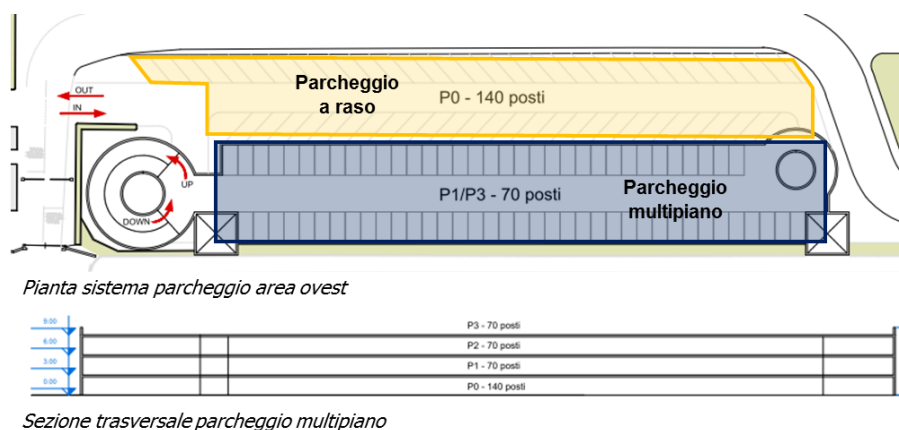 OUT
IN
Parcheggio
a raso
P0 - 140 posti
UP
DOWN
P1/P3 - 70 posti
Parcheggio
multipiano
Pianta sistema parcheggio area ovest
9.00
6.00
3.00
0.00
P3 - 70 posti
P2 - 70 posti
P1 - 70 posti
P0 - 140 posti
Sezione trasversale parcheggio multipiano